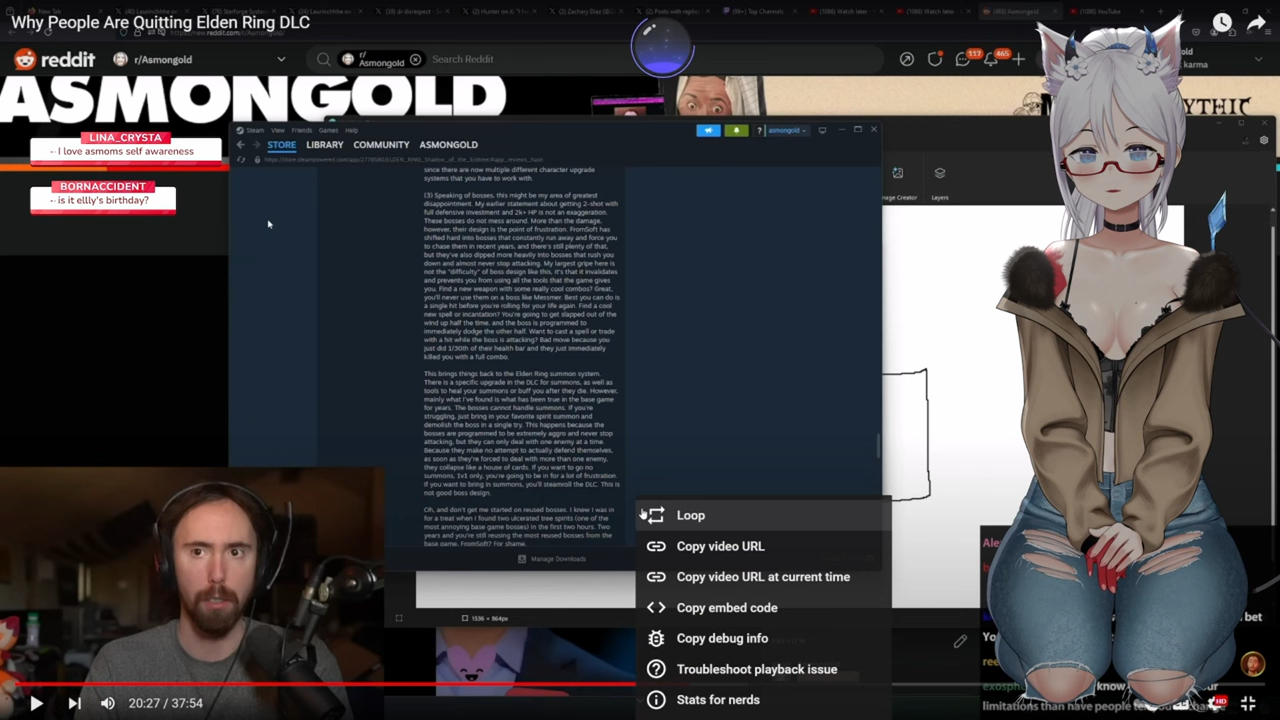 Why People Are Quitting Elden Ring DLC
reddit
r/Asmongold
r/
Asmongold
Search Reddit
117
465
karma
ASMONGOLD
LINA_CRYSTA
I love asmoms self awareness
BORNACCIDENT
is it ellly's birthday?
Steam View Friends Games Help
asmongold
STORE LIBRARY COMMUNITY ASMONGOLD
since there are now multiple different character upgrade
systems that you have to work with.
(3) Speaking of bosses, this might be my area of greatest
disappointment. My earlier statement about getting 2-shot with
full defensive investment and 2k+ HP is not an exaggeration.
These bosses do not mess around. More than the damage,
however, their design is the point of frustration. FromSoft has
shifted hard into bosses that constantly run away and force you
to chase them in recent years, and there's still plenty of that,
but they've also dipped more heavily into bosses that rush you
down and almost never stop attacking. My largest gripe here is
not the "difficulty" of boss design like this, it's that it invalidates
and prevents you from using all the tools that the game gives
you. Find a new weapon with some really cool combos? Great,
you'll never use them on a boss like Messmer. Best you can do is
a single hit before you're rolling for your life again. Find a cool
new spell or incantation? You're going to get slapped out of the
wind up half the time, and the boss is programmed to
immediately dodge the other half. Want to cast a spell or trade
with a hit while the boss is attacking? Bad move because you
just did 1/30th of their health bar and they just immediately
killed you with a full combo.
This brings things back to the Elden Ring summon system.
There is a specific upgrade in the DLC for summons, as well as
tools to heal your summons or buff you after they die. However,
mainly what I've found is what has been true in the base game
for years. The bosses cannot handle summons. If you're
struggling, just bring in your favorite spirit summon and
demolish the boss in a single try. This happens because the
bosses are programmed to be extremely aggro and never stop
attacking, but they can only deal with one enemy at a time.
Because they make no attempt to actually defend themselves,
as soon as they're forced to deal with more than one enemy,
they collapse like a house of cards. If you want to go no
summons, 1v1 only, you're going to be in for a lot of frustration.
If you want to bring in summons, you'll steamroll the DLC. This is
not good boss design.
Oh, and don't get me started on reused bosses. I knew I was in
for a treat when I found two ulcerated tree spirits (one of the
most annoying base game bosses) in the first two hours. Two
years and you're still reusing the most reused bosses from the
base game, FromSoft? For shame.
Manage Downloads
Layers
1536 × 864px
Loop
Copy video URL
Copy video URL at current time
Copy embed code
Copy debug info
Troubleshoot playback issue
Stats for nerds
limitations than have people
20:27 / 37:54
HD